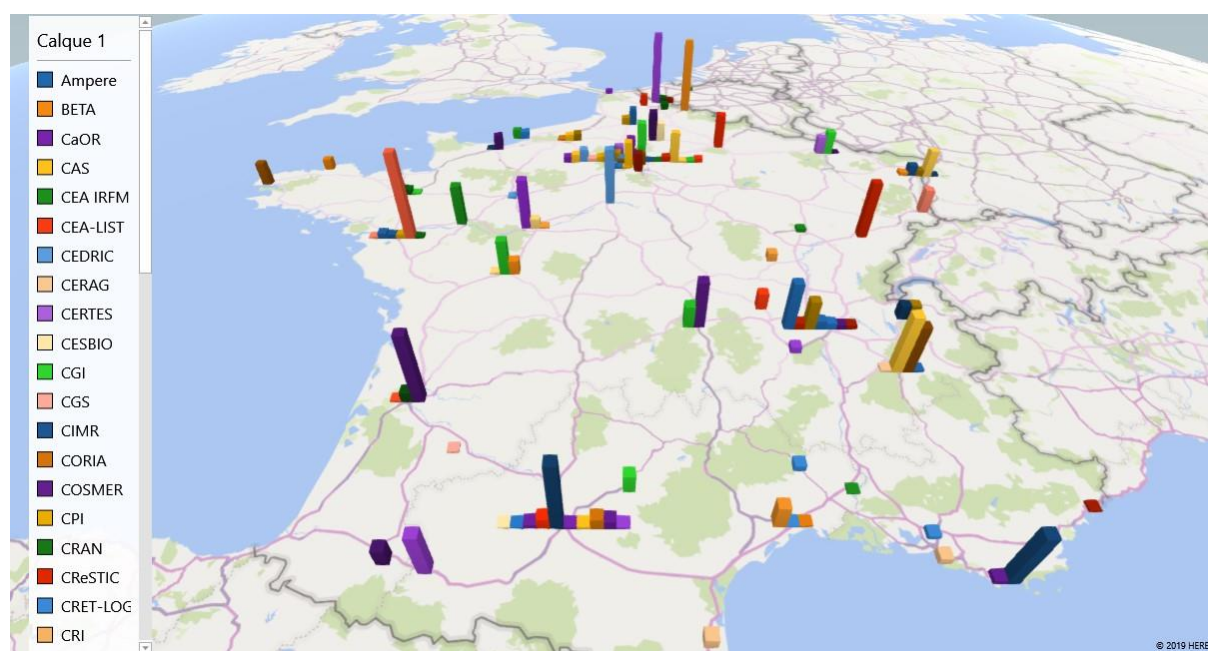 Calque 1
Ampere
BETA
CaOR
CAS
CEA IRFM
CEA-LIST
CEDRIC
CERAG
CERTES
CESBIO
CGI
CGS
CIMR
CORIA
COSMER
CPI
CRAN
CReSTIC
CRET-LOG
CRI
© 2019 HERE